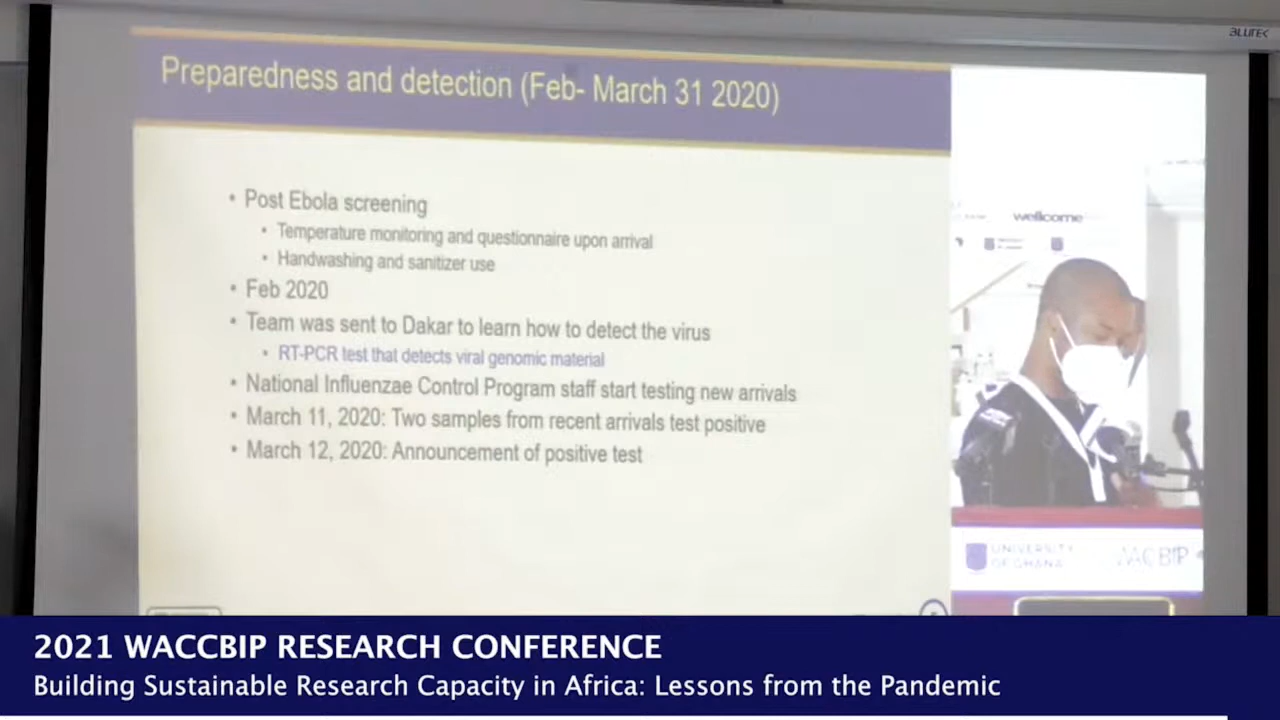 BLUTEK
Preparedness and detection (Feb- March 31 2020)
• Post Ebola screening
• Temperature monitoring and questionnaire upon arrival
• Handwashing and sanitizer use
• Feb 2020
• Team was sent to Dakar to learn how to detect the virus
• RT-PCR test that detects viral genomic material
• National Influenzae Control Program staff start testing new arrivals
• March 11, 2020: Two samples from recent arrivals test positive
• March 12, 2020: Announcement of positive test
wellcome
UNIVERSITY
OF GHANA
WACCBIP
2021 WACCBIP RESEARCH CONFERENCE
Building Sustainable Research Capacity in Africa: Lessons from the Pandemic